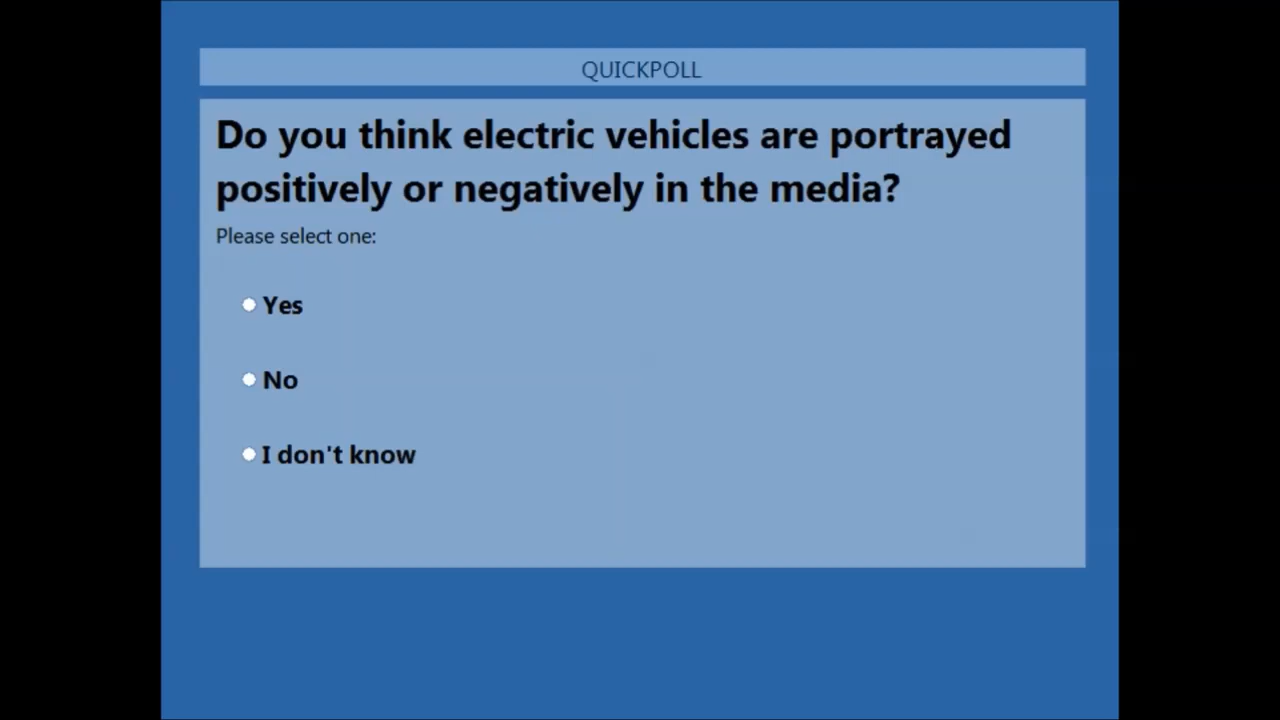 QUICKPOLL
Do you think electric vehicles are portrayed
positively or negatively in the media?
Please select one:
Yes
No
I don't know